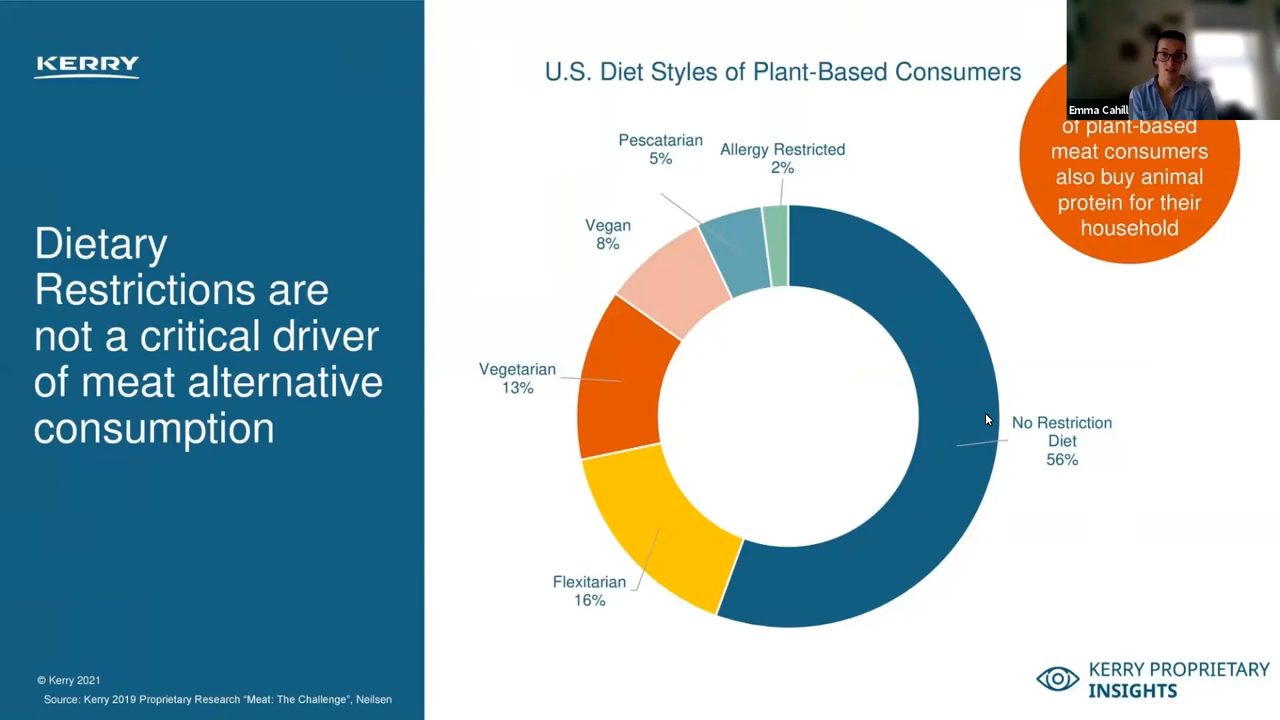 KERRY
Dietary
Restrictions are
not a critical driver
of meat alternative
consumption
© Kerry 2021
Source: Kerry 2019 Proprietary Research “Meat: The Challenge”, Neilsen
U.S. Diet Styles of Plant-Based Consumers
Pescatarian
5%
Allergy Restricted
2%
Vegan
8%
Vegetarian
13%
Flexitarian
16%
No Restriction
Diet
56%
Emma Cahill
of plant-based
meat consumers
also buy animal
protein for their
household
KERRY PROPRIETARY
INSIGHTS